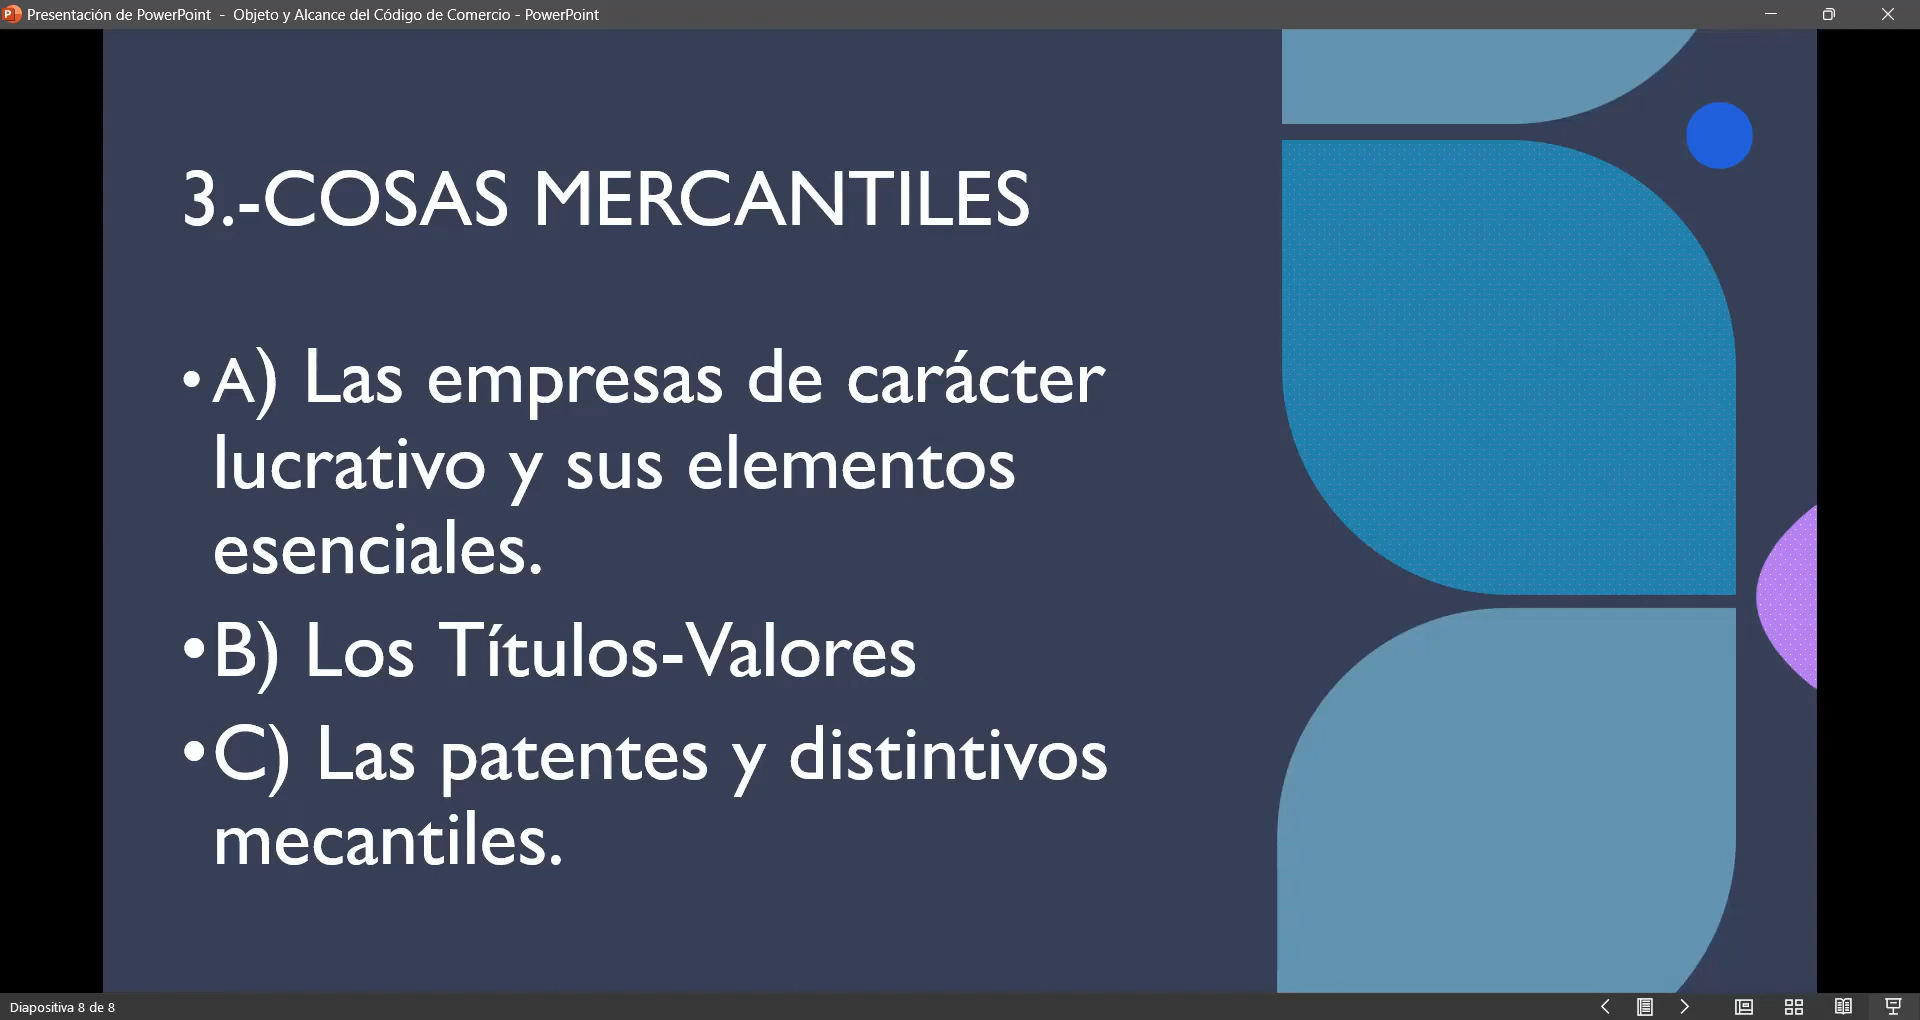 Presentación de PowerPoint - Objeto y Alcance del Código de Comercio - PowerPoint
3.-COSAS MERCANTILES
• A) Las empresas de carácter
lucrativo y sus elementos
esenciales.
•B) Los Títulos-Valores
•C) Las patentes y distintivos
mecantiles.
Diapositiva 8 de 8